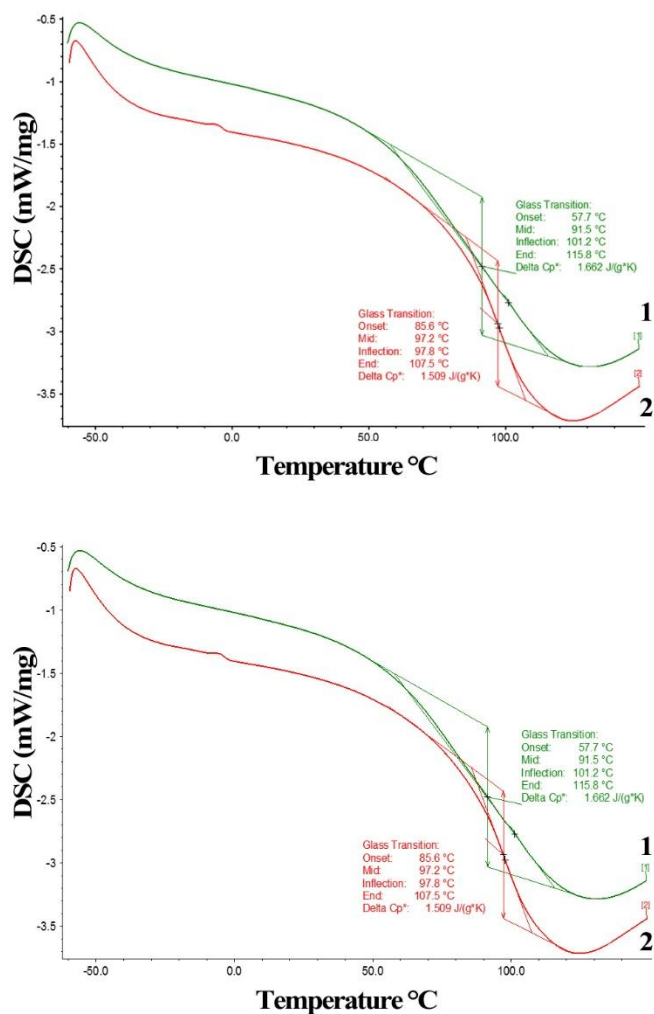 -0.5
-1
-1.5
-2
-2.5
-3
-3.5
DSC (mW/mg)
Glass Transition:
Onset: 57.7 °C
Mid: 91.5 °C
Inflection: 101.2 °C
End: 115.8 °C
Delta Cp*: 1.662 J/(g*K)
Glass Transition:
Onset: 85.6 °C
Mid: 97.2 °C
Inflection: 97.8 °C
End: 107.5 °C
Delta Cp*: 1.509 J/(g*K)
1
[1]
[2]
2
-50.0 0.0 50.0 100.0
Temperature °C
-0.5
-1
-1.5
-2
-2.5
-3
-3.5
DSC (mW/mg)
Glass Transition:
Onset: 57.7 °C
Mid: 91.5 °C
Inflection: 101.2 °C
End: 115.8 °C
Delta Cp*: 1.662 J/(g*K)
Glass Transition:
Onset: 85.6 °C
Mid: 97.2 °C
Inflection: 97.8 °C
End: 107.5 °C
Delta Cp*: 1.509 J/(g*K)
1
[1]
[2]
2
-50.0 0.0 50.0 100.0
Temperature °C